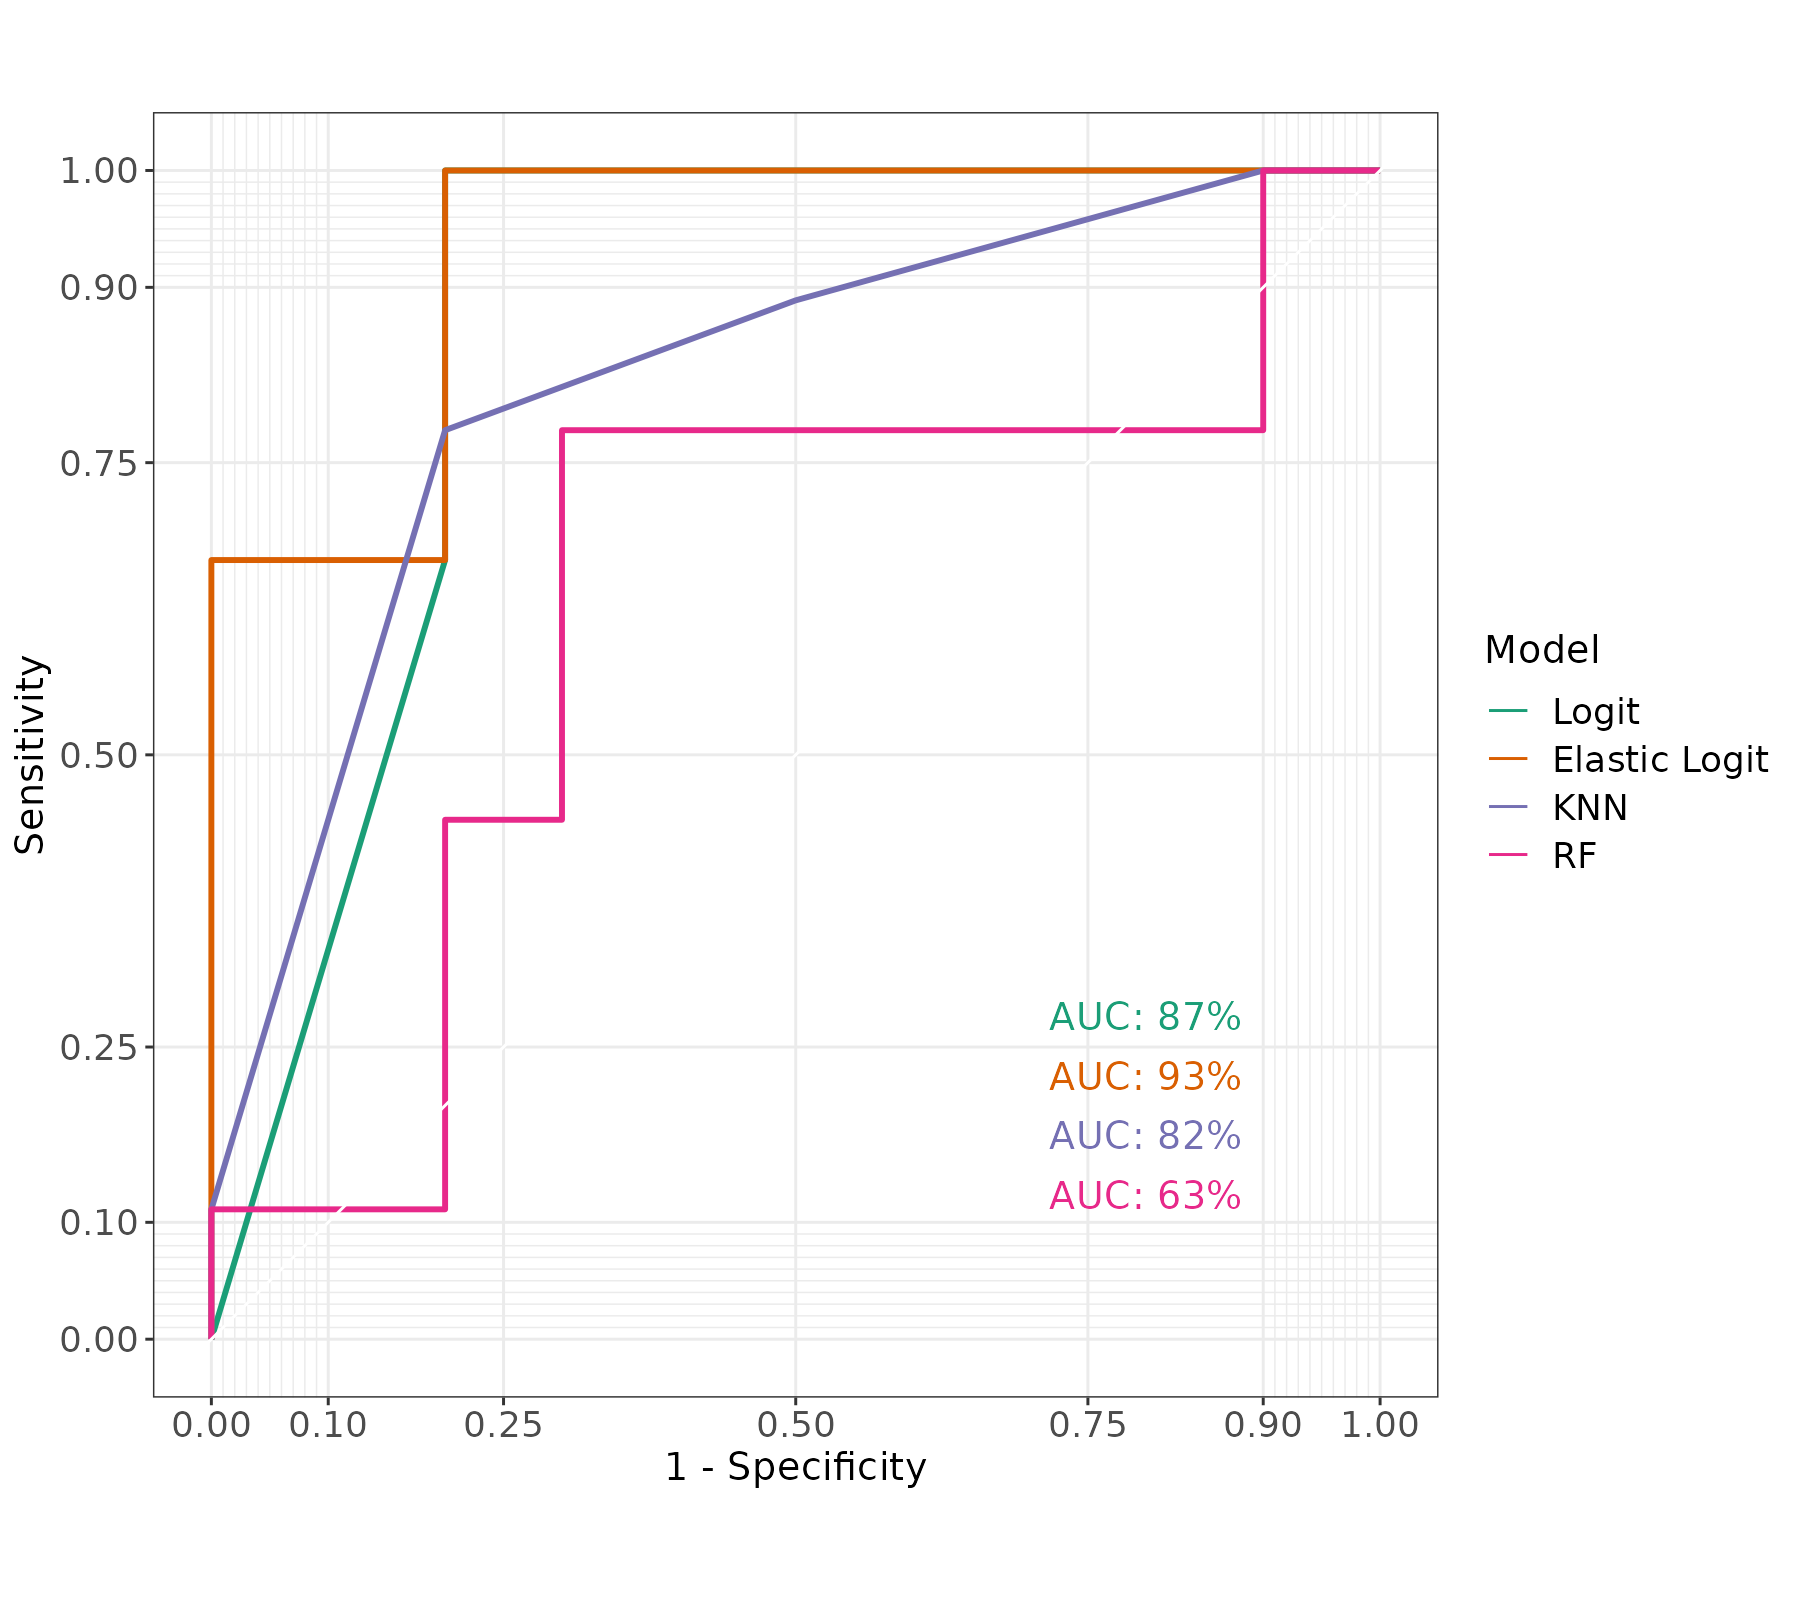 1.00
0.90
0.75
0.50
0.25
0.10
0.00
Sensitivity
0.00 0.10 0.25 0.50 0.75 0.90 1.00
1 - Specificity
AUC: 87%
AUC: 93%
AUC: 82%
AUC: 63%
Model
Logit
Elastic Logit
KNN
RF